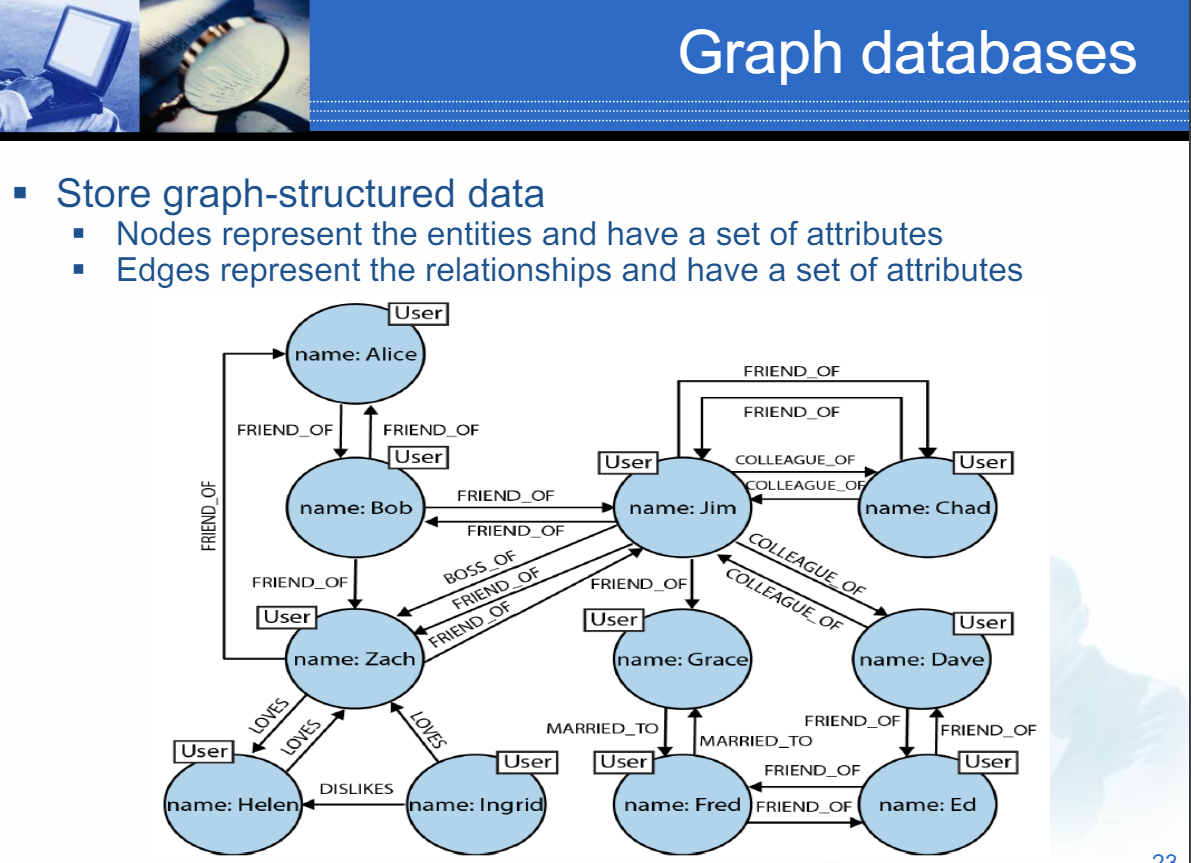 Graph databases
▪ Store graph-structured data
▪ Nodes represent the entities and have a set of attributes
▪ Edges represent the relationships and have a set of attributes
User
name: Alice
FRIEND_OF
FRIEND_OF
FRIEND_OF
User
name: Bob
FRIEND_OF
FRIEND_OF
FRIEND_OF
FRIEND_OF
FRIEND_OF
User
name: Jim
COLLEAGUE_OF
COLLEAGUE_OF
User
name: Chad
BOSS_OF
FRIEND_OF
FRIEND_OF
FRIEND_OF
COLLEAGUE_OF
COLLEAGUE_OF
User
name: Zach
User
name: Grace
User
name: Dave
LOVES
LOVES
LOVES
MARRIED_TO
MARRIED_TO
FRIEND_OF
FRIEND_OF
User
name: Helen
DISLIKES
User
name: Ingrid
User
name: Fred
FRIEND_OF
FRIEND_OF
User
name: Ed
23